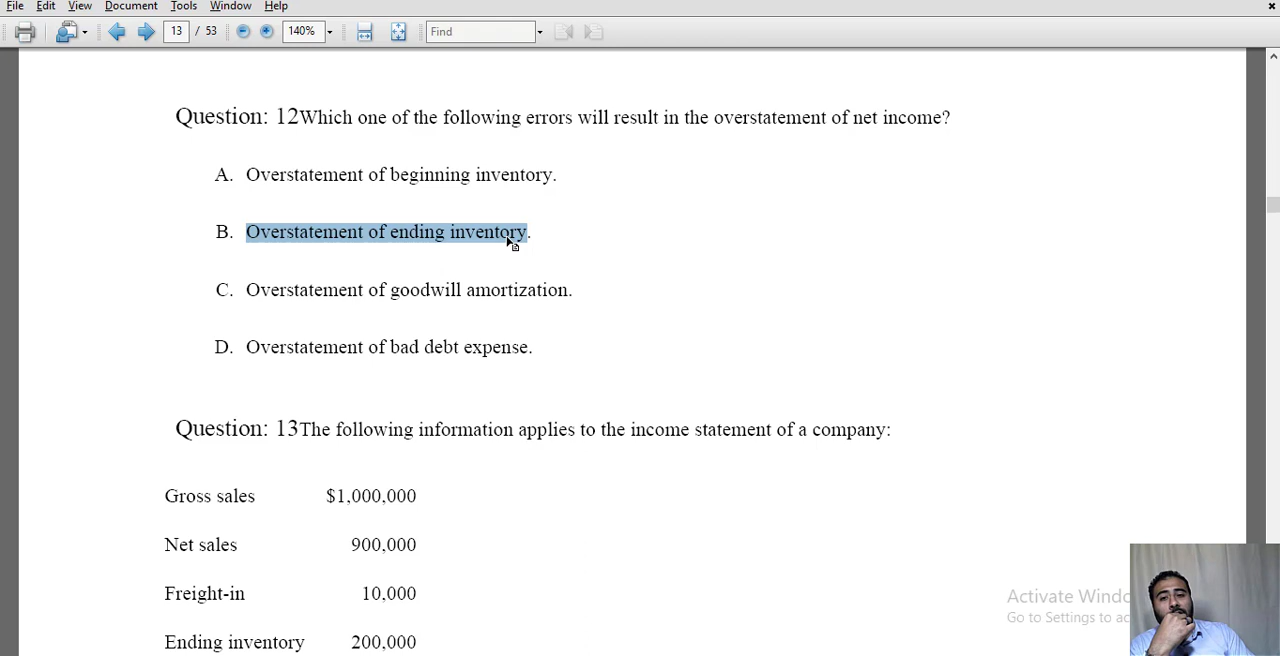 File Edit View Document Tools Window Help
13 / 53 140% Find
Question: 12Which one of the following errors will result in the overstatement of net income?
A. Overstatement of beginning inventory.
B. Overstatement of ending inventory.
C. Overstatement of goodwill amortization.
D. Overstatement of bad debt expense.
Question: 13The following information applies to the income statement of a company:
Gross sales $1,000,000
Net sales 900,000
Freight-in 10,000
Activate
Go to Settings to
Ending inventory 200,000